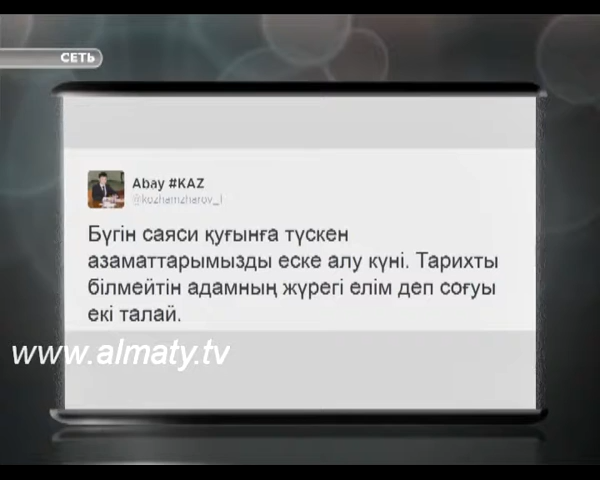 СЕТЬ
Abay #KAZ
@kozhamzharov_1
Бүгін саяси қуғынға түскен
азаматтарымызды еске алу күні. Тарихты
білмейтін адамның жүрегі елім деп соғуы
екі талай.
www.almaty.tv